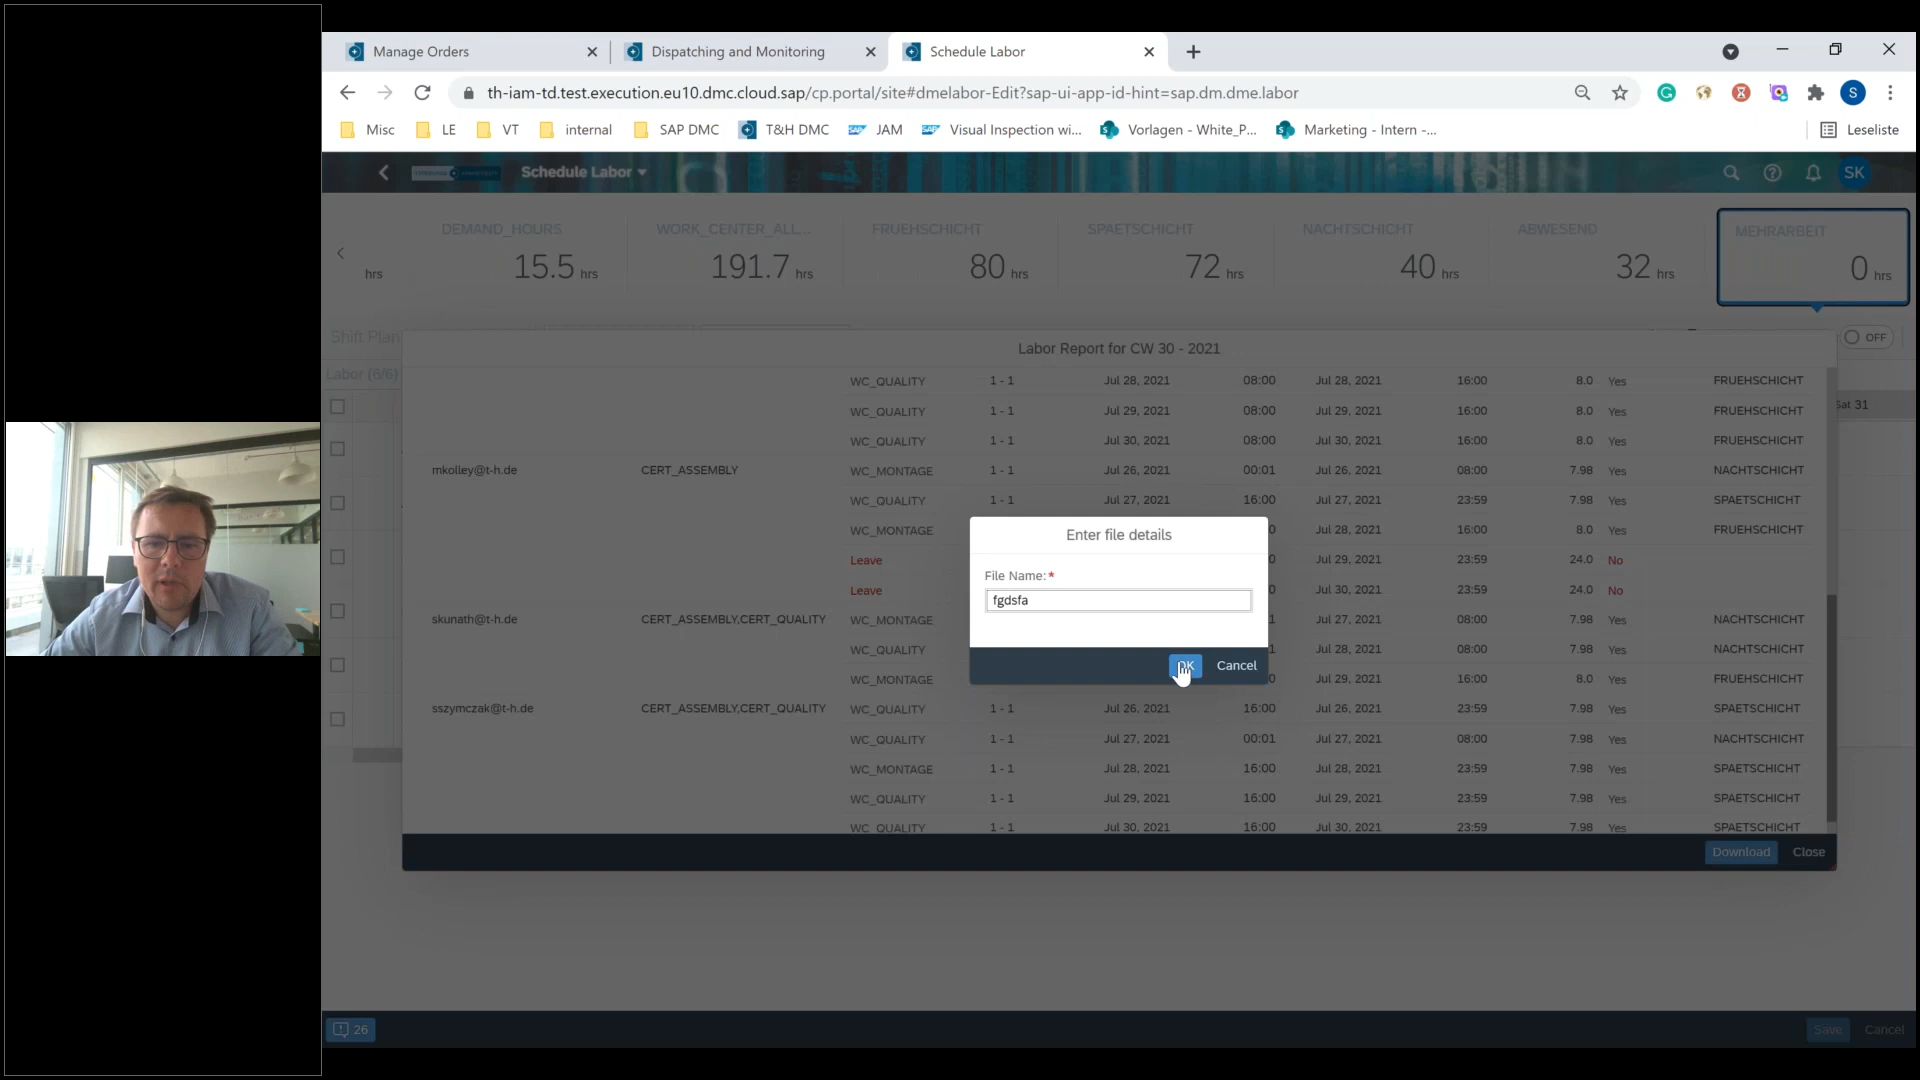 Manage Orders
Dispatching and Monitoring
Schedule Labor
th-iam-td.test.execution.eu10.dmc.cloud.sap/cp.portal/site#dmelabor-Edit?sap-ui-app-id-hint=sap.dm.dme.labor
S
Misc LE VT internal SAP DMC T&H DMC JAM Visual Inspection wi... Vorlagen - White_P... Marketing - Intern -... Leseliste
Schedule Labor SK
DEMAND_HOURS WORK_CENTER_ALL... FRUEHSCHICHT SPAETSCHICHT NACHTSCHICHT ABWESEND MEHRARBEIT
hrs 15.5 hrs 191.7 hrs 80 hrs 72 hrs 40 hrs 32 hrs 0 hrs
Shift Plan OFF
Labor Report for CW 30 - 2021
Labor (6/6)
WC_QUALITY 1 - 1 Jul 28, 2021 08:00 Jul 28, 2021 16:00 8.0 Yes FRUEHSCHICHT
Sat 31
WC_QUALITY 1 - 1 Jul 29, 2021 08:00 Jul 29, 2021 16:00 8.0 Yes FRUEHSCHICHT
WC_QUALITY 1 - 1 Jul 30, 2021 08:00 Jul 30, 2021 16:00 8.0 Yes FRUEHSCHICHT
mkolley@t-h.de CERT_ASSEMBLY WC_MONTAGE 1 - 1 Jul 26, 2021 00:01 Jul 26, 2021 08:00 7.98 Yes NACHTSCHICHT
WC_QUALITY 1 - 1 Jul 27, 2021 16:00 Jul 27, 2021 23:59 7.98 Yes SPAETSCHICHT
WC_MONTAGE 0 Jul 28, 2021 16:00 8.0 Yes FRUEHSCHICHT
Leave 0 Jul 29, 2021 23:59 24.0 No
Leave 0 Jul 30, 2021 23:59 24.0 No
skunath@t-h.de CERT_ASSEMBLY,CERT_QUALITY WC_MONTAGE 1 Jul 27, 2021 08:00 7.98 Yes NACHTSCHICHT
WC_QUALITY 1 Jul 28, 2021 08:00 7.98 Yes NACHTSCHICHT
WC_MONTAGE 0 Jul 29, 2021 16:00 8.0 Yes FRUEHSCHICHT
sszymczak@t-h.de CERT_ASSEMBLY,CERT_QUALITY WC_QUALITY 1 - 1 Jul 26, 2021 16:00 Jul 26, 2021 23:59 7.98 Yes SPAETSCHICHT
WC_QUALITY 1 - 1 Jul 27, 2021 00:01 Jul 27, 2021 08:00 7.98 Yes NACHTSCHICHT
WC_MONTAGE 1 - 1 Jul 28, 2021 16:00 Jul 28, 2021 23:59 7.98 Yes SPAETSCHICHT
WC_QUALITY 1 - 1 Jul 29, 2021 16:00 Jul 29, 2021 23:59 7.98 Yes SPAETSCHICHT
WC_QUALITY 1 - 1 Jul 30, 2021 16:00 Jul 30, 2021 23:59 7.98 Yes SPAETSCHICHT
Enter file details
File Name:*
fgdsfa
OK Cancel
Download Close
26 Save Cancel